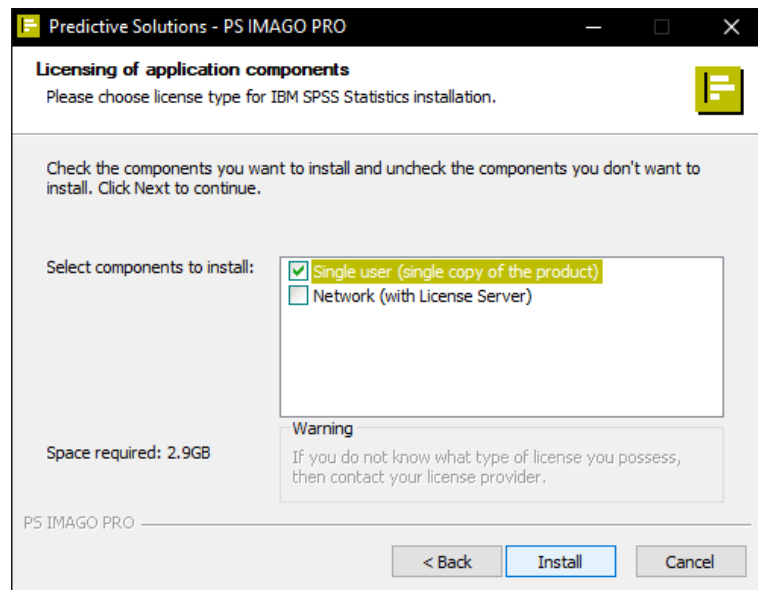 Predictive Solutions - PS IMAGO PRO
Licensing of application components
Please choose license type for IBM SPSS Statistics installation.
Check the components you want to install and uncheck the components you don't want to
install. Click Next to continue.
Select components to install:
Single user (single copy of the product)
Network (with License Server)
Space required: 2.9GB
Warning
If you do not know what type of license you possess,
then contact your license provider.
PS IMAGO PRO
< Back
Install
Cancel